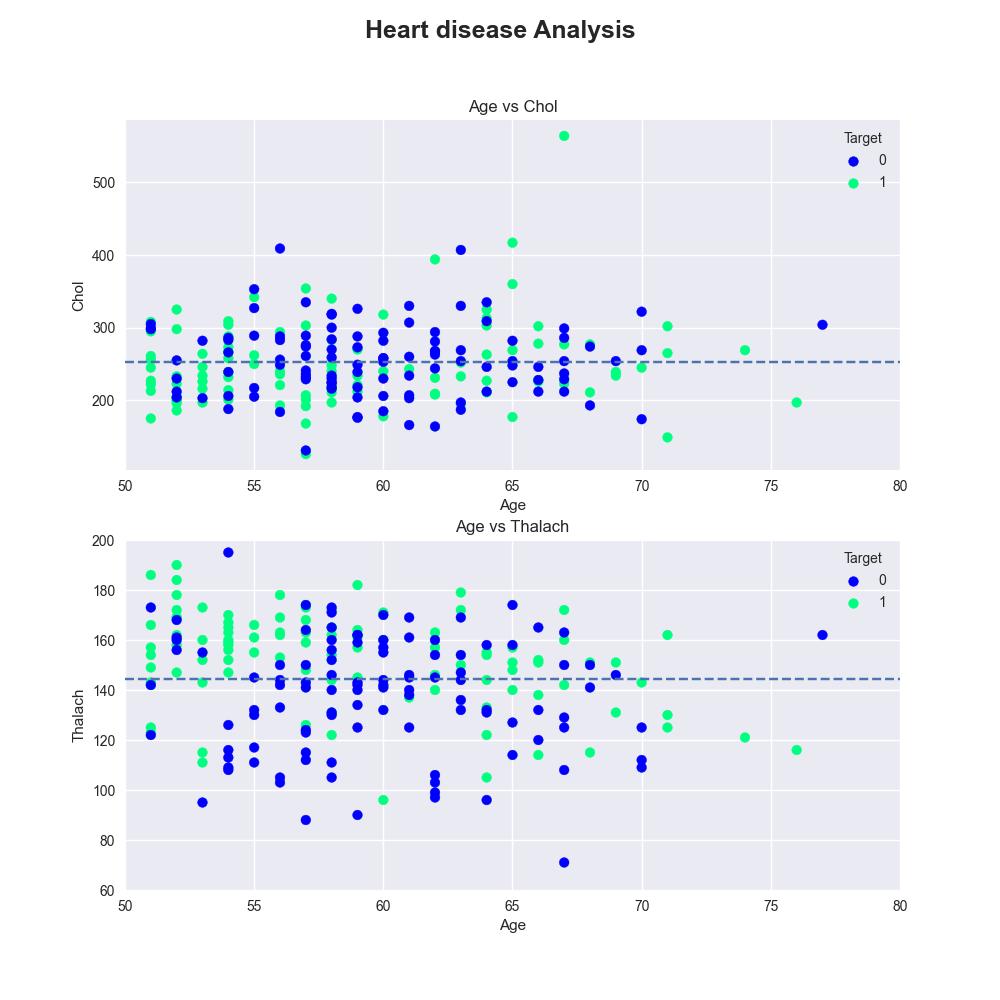 Heart disease Analysis
Age vs Chol
Target
0
1
500
400
300
200
Chol
50 55 60 65 70 75 80
Age
Age vs Thalach
Target
0
1
200
180
160
140
120
100
80
60
Thalach
50 55 60 65 70 75 80
Age